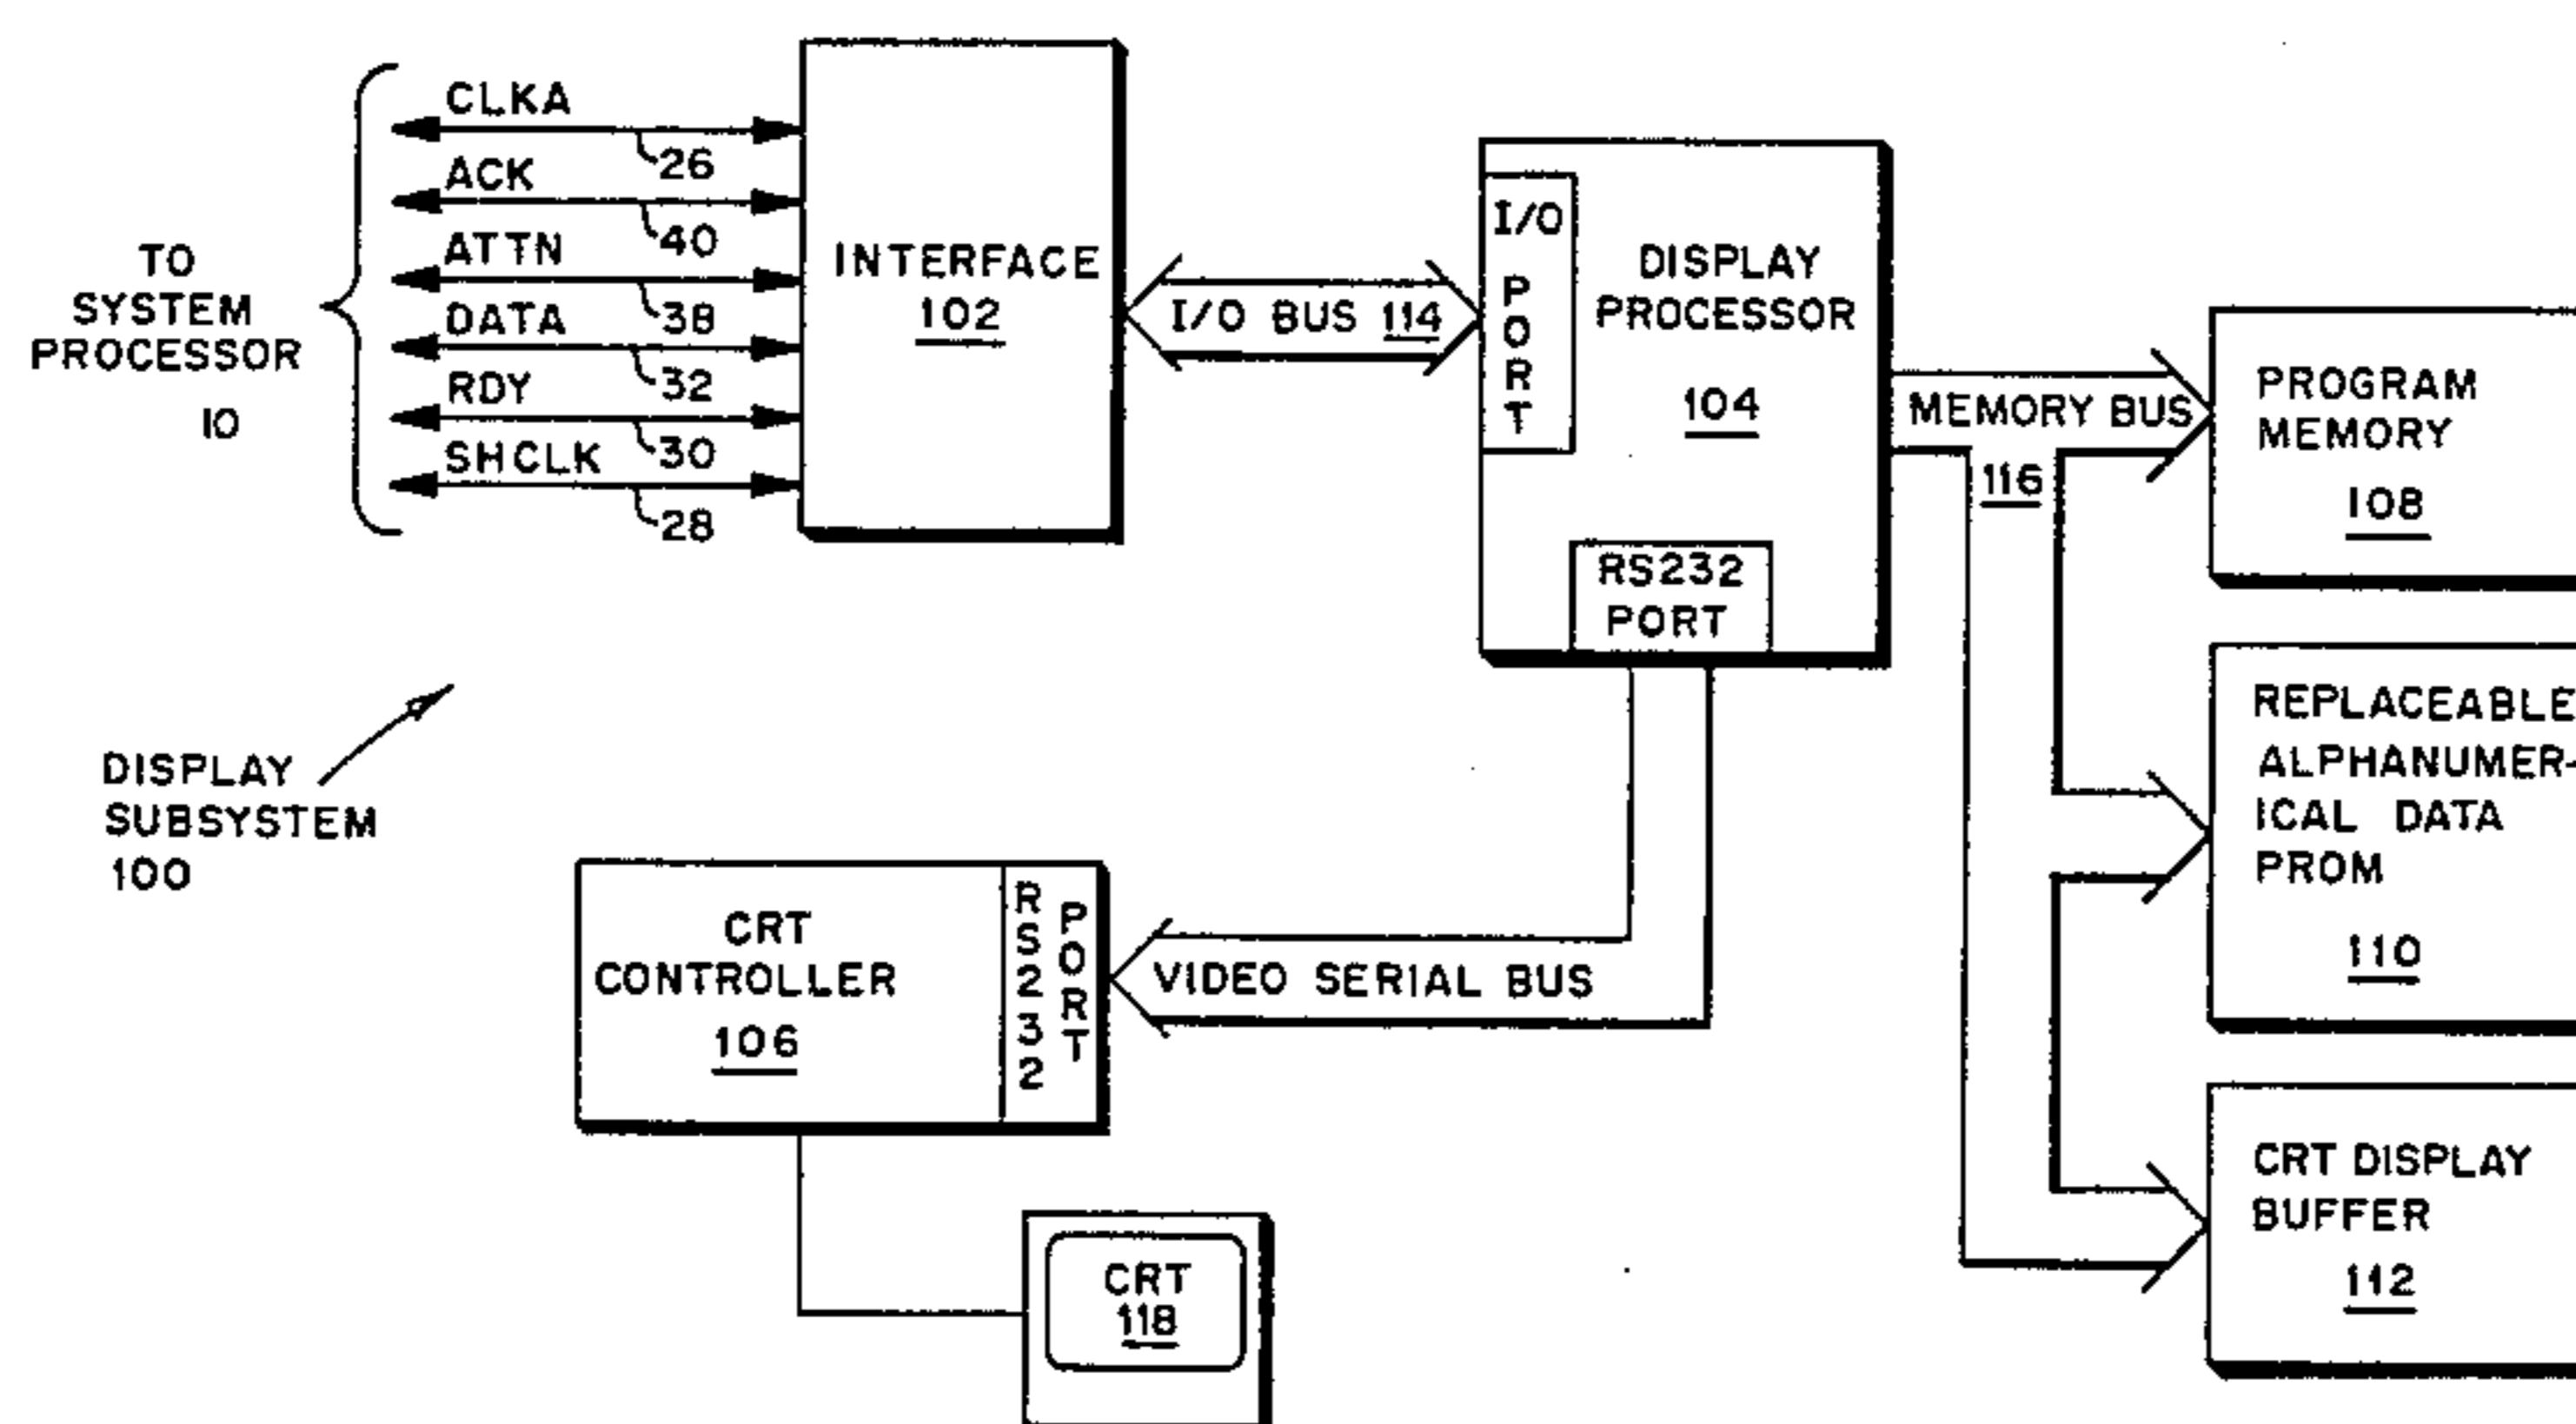 CLKA
26
ACK
40
ATTN
38
DATA
32
RDY
30
SHCLK
28
TO
SYSTEM
PROCESSOR
10
INTERFACE
102
I/O BUS 114
I/O
PORT
DISPLAY
PROCESSOR
104
RS232
PORT
MEMORY BUS
116
PROGRAM
MEMORY
108
REPLACEABLE
ALPHANUMER-
ICAL DATA
PROM
110
CRT DISPLAY
BUFFER
112
DISPLAY
SUBSYSTEM
100
CRT
CONTROLLER
106
RS232
PORT
VIDEO SERIAL BUS
CRT
118